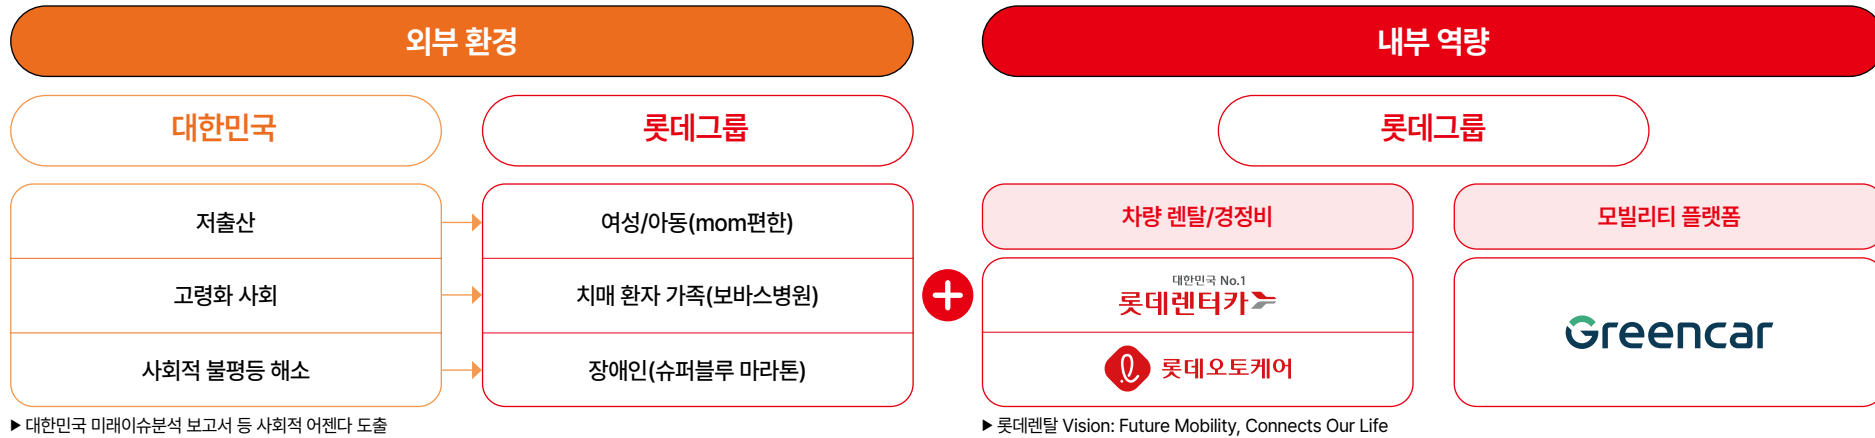 외부 환경
내부 역량
대한민국
롯데그룹
롯데그룹
저출산
여성/아동(mom편한)
고령화 사회
치매 환자 가족(보바스병원)
사회적 불평등 해소
장애인(슈퍼블루 마라톤)
차량 렌탈/경정비
모빌리티 플랫폼
대한민국 No.1
롯데렌터카
롯데오토케어
Greencar
▶ 대한민국 미래이슈분석 보고서 등 사회적 어젠다 도출
▶ 롯데렌탈 Vision: Future Mobility, Connects Our Life